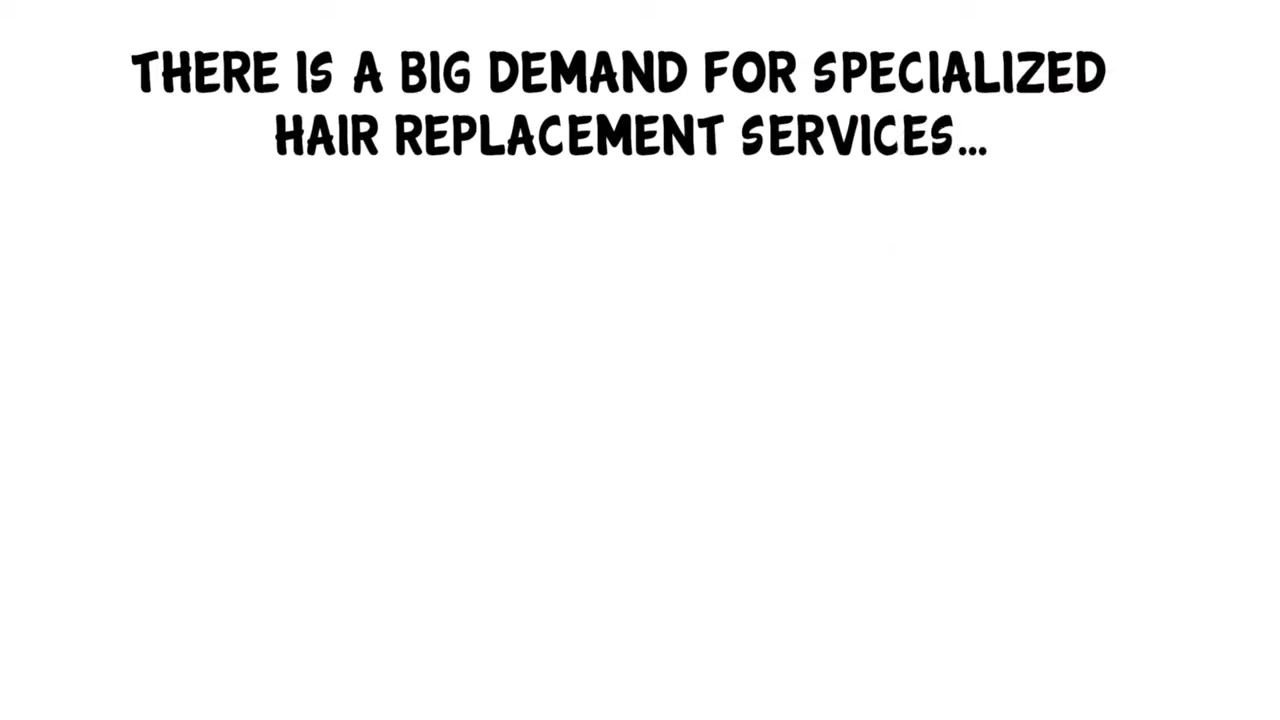 THERE IS A BIG DEMAND FOR SPECIALIZED
HAIR REPLACEMENT SERVICES...